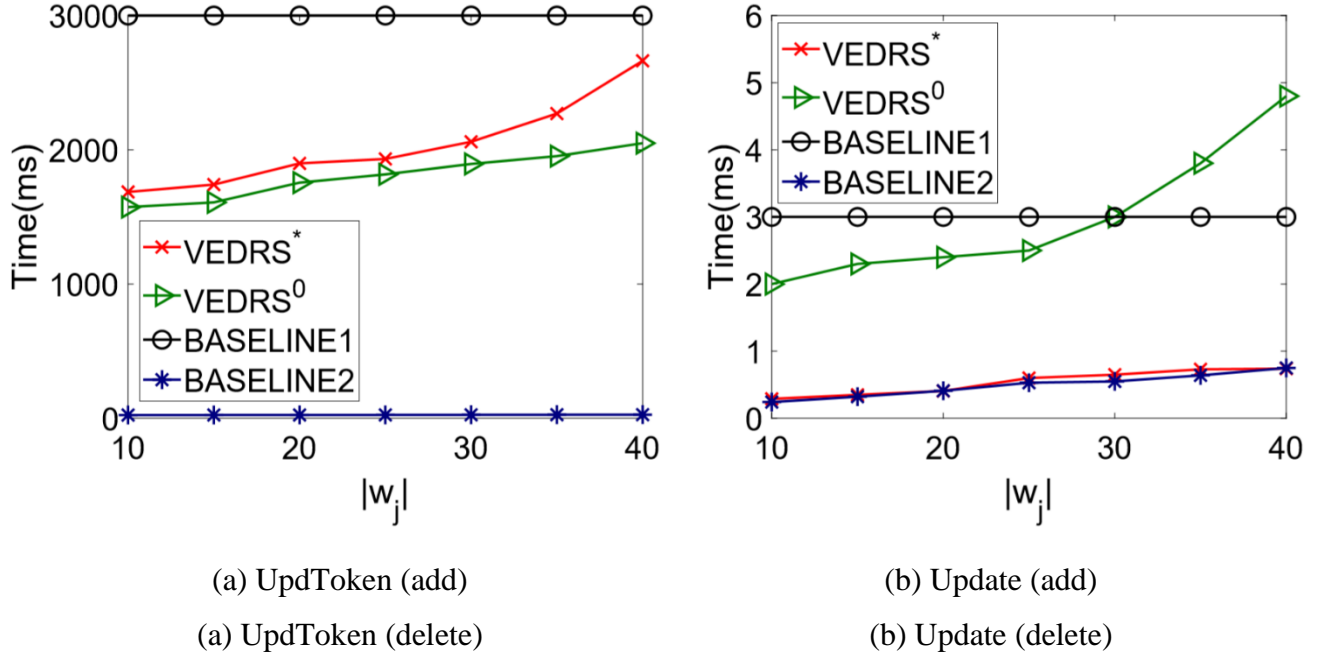 3000
2000
1000
0
Time(ms)
VEDRS*
VEDRS⁰
BASELINE1
BASELINE2
10 20 30 40
|w_j|
6
5
4
3
2
1
0
Time(ms)
VEDRS*
VEDRS⁰
BASELINE1
BASELINE2
10 20 30 40
|w_j|
(a) UpdToken (add) (b) Update (add)
(a) UpdToken (delete) (b) Update (delete)